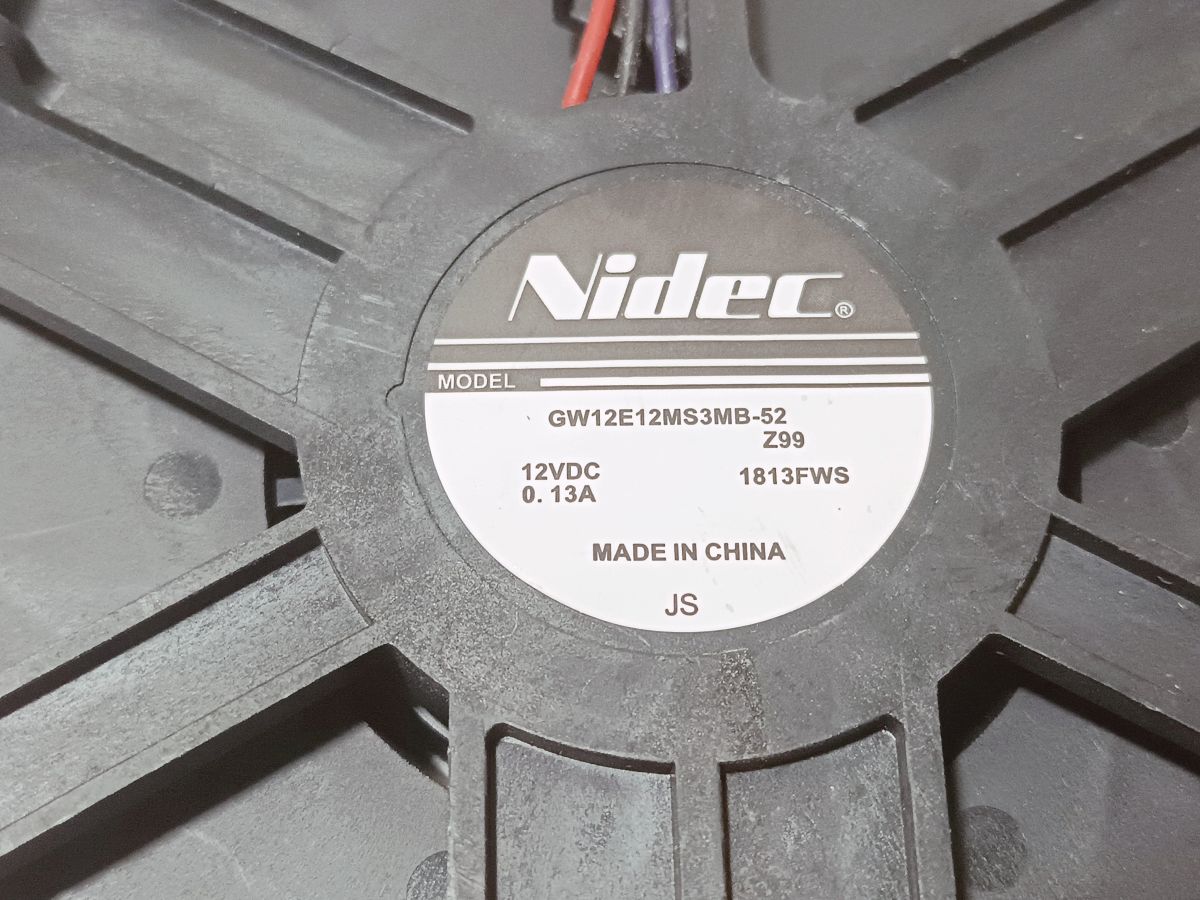 Nidec®
MODEL
GW12E12MS3MB-52
Z99
12VDC 1813FWS
0.13A
MADE IN CHINA
JS